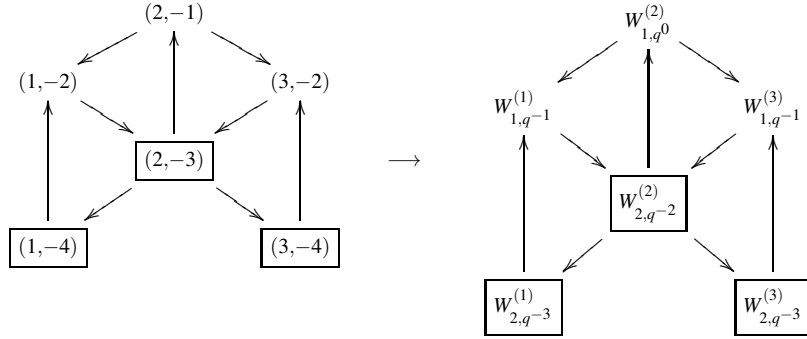 (2,−1)
(1,−2) (3,−2)
(2,−3)
(1,−4) (3,−4)
⟶
W^{(2)}_{1,q^0}
W^{(1)}_{1,q^{−1}} W^{(3)}_{1,q^{−1}}
W^{(2)}_{2,q^{−2}}
W^{(1)}_{2,q^{−3}} W^{(3)}_{2,q^{−3}}